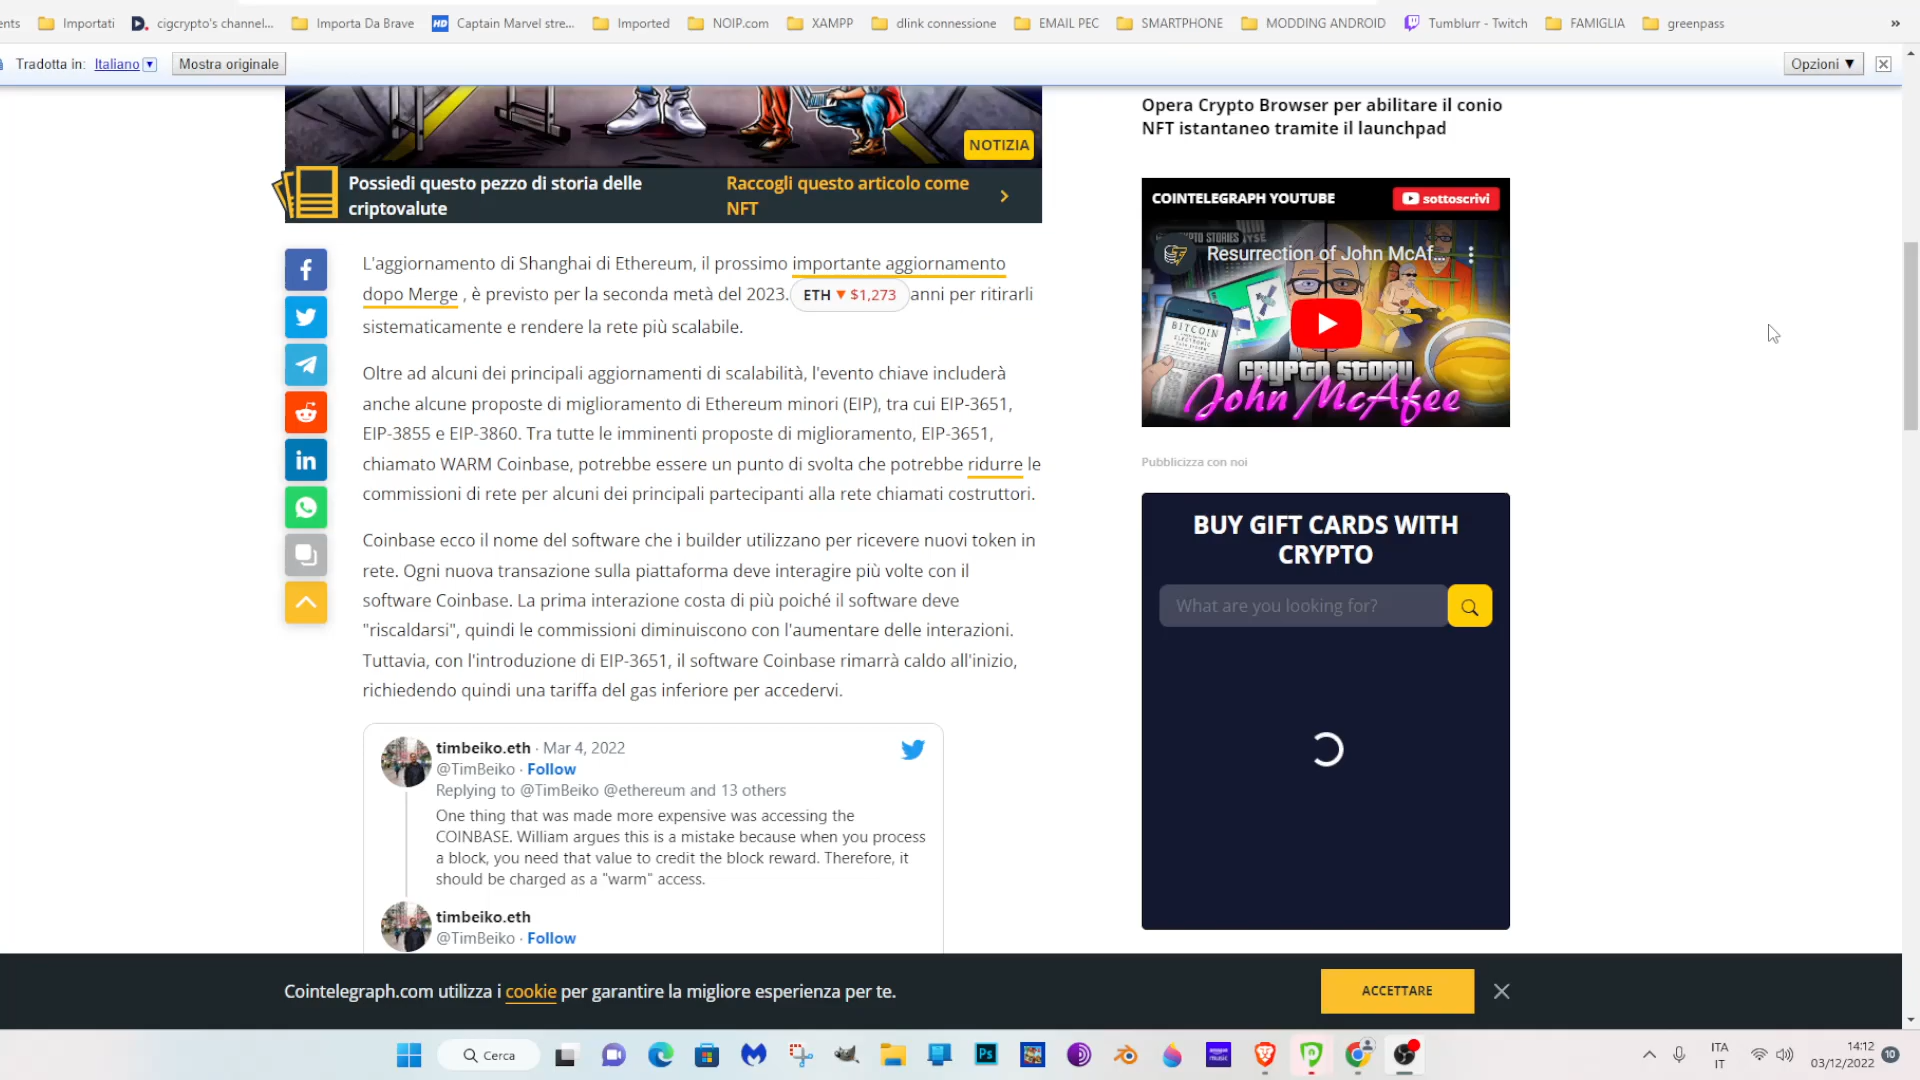 ents
Importati
cigcrypto's channel...
Importa Da Brave
Captain Marvel stre...
Imported
NOIP.com
XAMPP
dlink connessione
EMAIL PEC
SMARTPHONE
MODDING ANDROID
Tumblurr - Twitch
FAMIGLIA
greenpass
»
Tradotta in: Italiano ▼ Mostra originale
Opzioni ▼
NOTIZIA
Possiedi questo pezzo di storia delle
criptovalute
Raccogli questo articolo come
NFT
L'aggiornamento di Shanghai di Ethereum, il prossimo importante aggiornamento
dopo Merge , è previsto per la seconda metà del 2023. ETH ▼ $1,273 anni per ritirarli
sistematicamente e rendere la rete più scalabile.
Oltre ad alcuni dei principali aggiornamenti di scalabilità, l'evento chiave includerà
anche alcune proposte di miglioramento di Ethereum minori (EIP), tra cui EIP-3651,
EIP-3855 e EIP-3860. Tra tutte le imminenti proposte di miglioramento, EIP-3651,
chiamato WARM Coinbase, potrebbe essere un punto di svolta che potrebbe ridurre le
commissioni di rete per alcuni dei principali partecipanti alla rete chiamati costruttori.
Coinbase ecco il nome del software che i builder utilizzano per ricevere nuovi token in
rete. Ogni nuova transazione sulla piattaforma deve interagire più volte con il
software Coinbase. La prima interazione costa di più poiché il software deve
"riscaldarsi", quindi le commissioni diminuiscono con l'aumentare delle interazioni.
Tuttavia, con l'introduzione di EIP-3651, il software Coinbase rimarrà caldo all'inizio,
richiedendo quindi una tariffa del gas inferiore per accedervi.
timbeiko.eth · Mar 4, 2022
@TimBeiko · Follow
Replying to @TimBeiko @ethereum and 13 others
One thing that was made more expensive was accessing the
COINBASE. William argues this is a mistake because when you process
a block, you need that value to credit the block reward. Therefore, it
should be charged as a "warm" access.
timbeiko.eth
@TimBeiko · Follow
Opera Crypto Browser per abilitare il conio
NFT istantaneo tramite il launchpad
COINTELEGRAPH YOUTUBE
sottoscrivi
Resurrection of John McAf...
BITCOIN
CRYPTO STORY
John McAfee
Pubblicizza con noi
BUY GIFT CARDS WITH
CRYPTO
What are you looking for?
Cointelegraph.com utilizza i cookie per garantire la migliore esperienza per te.
ACCETTARE
Cerca
Ps
amazon music
ITA
IT
14:12
03/12/2022
10